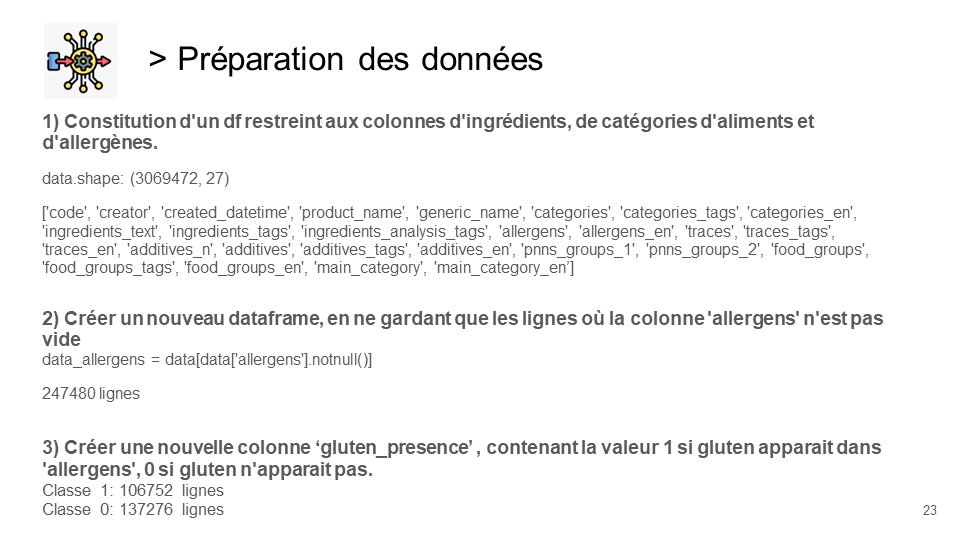 > Préparation des données
1) Constitution d'un df restreint aux colonnes d'ingrédients, de catégories d'aliments et
d'allergènes.
data.shape: (3069472, 27)
['code', 'creator', 'created_datetime', 'product_name', 'generic_name', 'categories', 'categories_tags', 'categories_en',
'ingredients_text', 'ingredients_tags', 'ingredients_analysis_tags', 'allergens', 'allergens_en', 'traces', 'traces_tags',
'traces_en', 'additives_n', 'additives', 'additives_tags', 'additives_en', 'pnns_groups_1', 'pnns_groups_2', 'food_groups',
'food_groups_tags', 'food_groups_en', 'main_category', 'main_category_en’]
2) Créer un nouveau dataframe, en ne gardant que les lignes où la colonne 'allergens' n'est pas
vide
data_allergens = data[data['allergens'].notnull()]
247480 lignes
3) Créer une nouvelle colonne ‘gluten_presence’ , contenant la valeur 1 si gluten apparait dans
'allergens', 0 si gluten n'apparait pas.
Classe 1: 106752 lignes
Classe 0: 137276 lignes
23